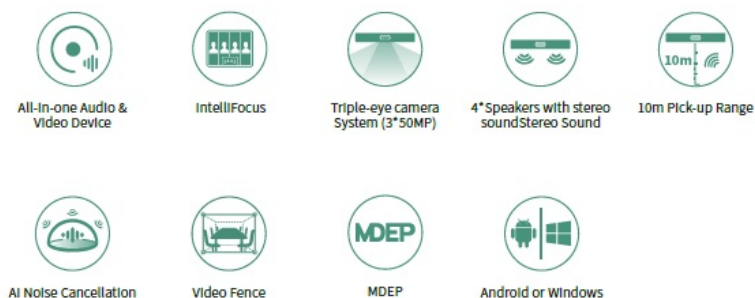 10m
All-in-one Audio &
Video Device
IntelliFocus
Triple-eye camera
System (3*50MP)
4*Speakers with stereo
soundStereo Sound
10m Pick-up Range
MDEP
AI Noise Cancellation
Video Fence
MDEP
Android or Windows